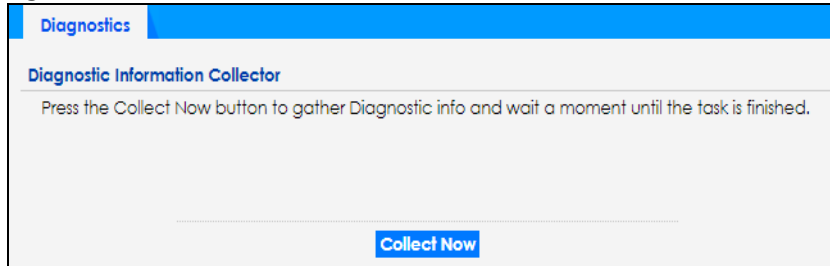 Diagnostics
Diagnostic Information Collector
Press the Collect Now button to gather Diagnostic info and wait a moment until the task is finished.
Collect Now